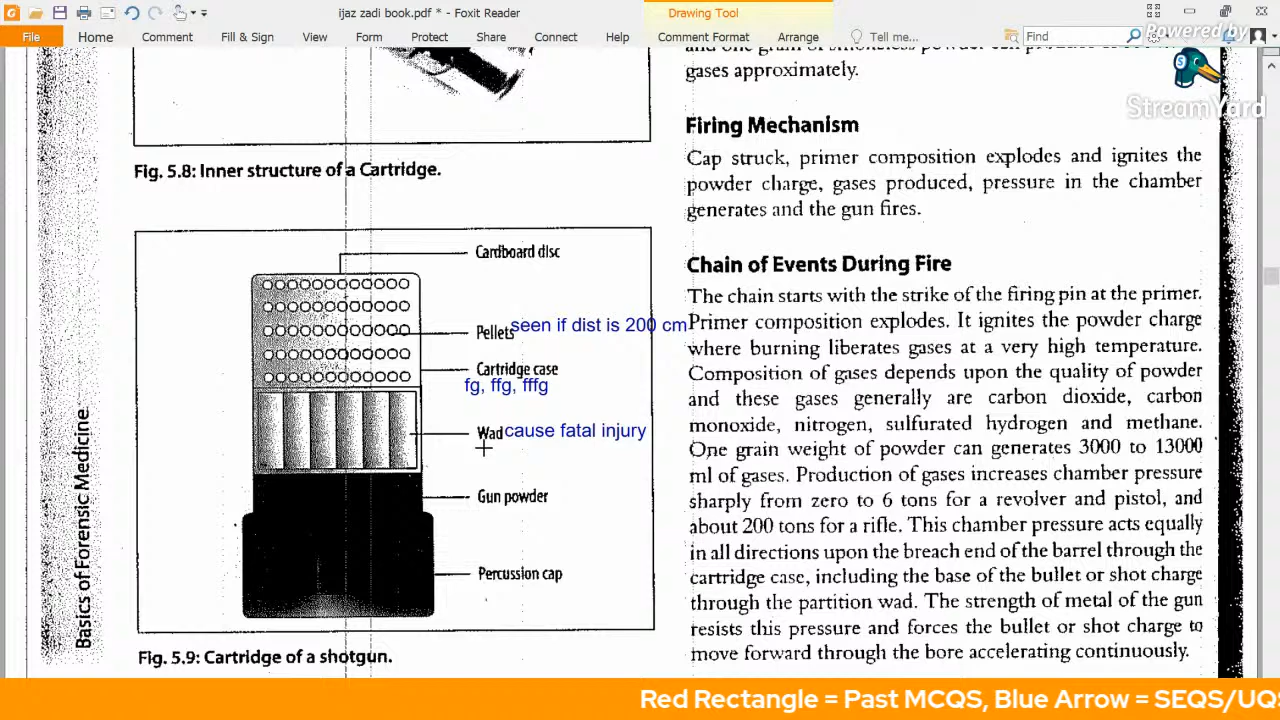 ijaz zadi book.pdf * - Foxit Reader
Drawing Tool
File Home Comment Fill & Sign View Form Protect Share Connect Help Comment Format Arrange Tell me... Find
Powered by
StreamYard
gases approximately.
Firing Mechanism
Cap struck, primer composition explodes and ignites the
powder charge, gases produced, pressure in the chamber
generates and the gun fires.
Fig. 5.8: Inner structure of a Cartridge.
Cardboard disc
Pellets seen if dist is 200 cm
Cartridge case
fg, ffg, fffg
Wad cause fatal injury
Gun powder
Percussion cap
Fig. 5.9: Cartridge of a shotgun.
Basics of Forensic Medicine
Chain of Events During Fire
The chain starts with the strike of the firing pin at the primer.
Primer composition explodes. It ignites the powder charge
where burning liberates gases at a very high temperature.
Composition of gases depends upon the quality of powder
and these gases generally are carbon dioxide, carbon
monoxide, nitrogen, sulfurated hydrogen and methane.
One grain weight of powder can generates 3000 to 13000
ml of gases. Production of gases increases chamber pressure
sharply from zero to 6 tons for a revolver and pistol, and
about 200 tons for a rifle. This chamber pressure acts equally
in all directions upon the breach end of the barrel through the
cartridge case, including the base of the bullet or shot charge
through the partition wad. The strength of metal of the gun
resists this pressure and forces the bullet or shot charge to
move forward through the bore accelerating continuously.
Red Rectangle = Past MCQS, Blue Arrow = SEQS/UQS